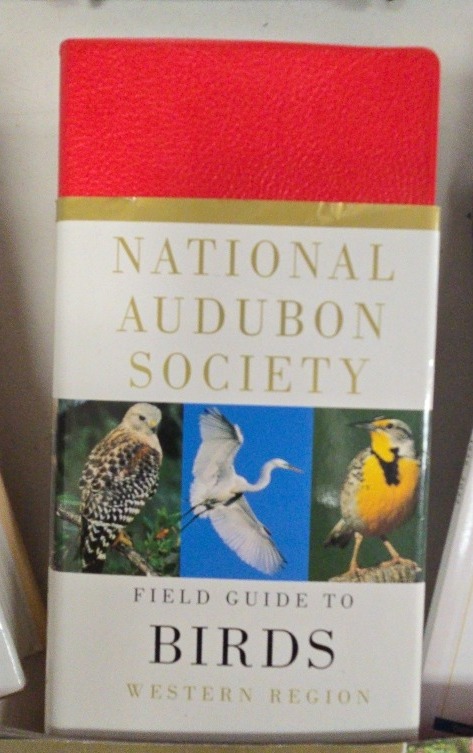 NATIONAL
AUDUBON
SOCIETY
FIELD GUIDE TO
BIRDS
WESTERN REGION